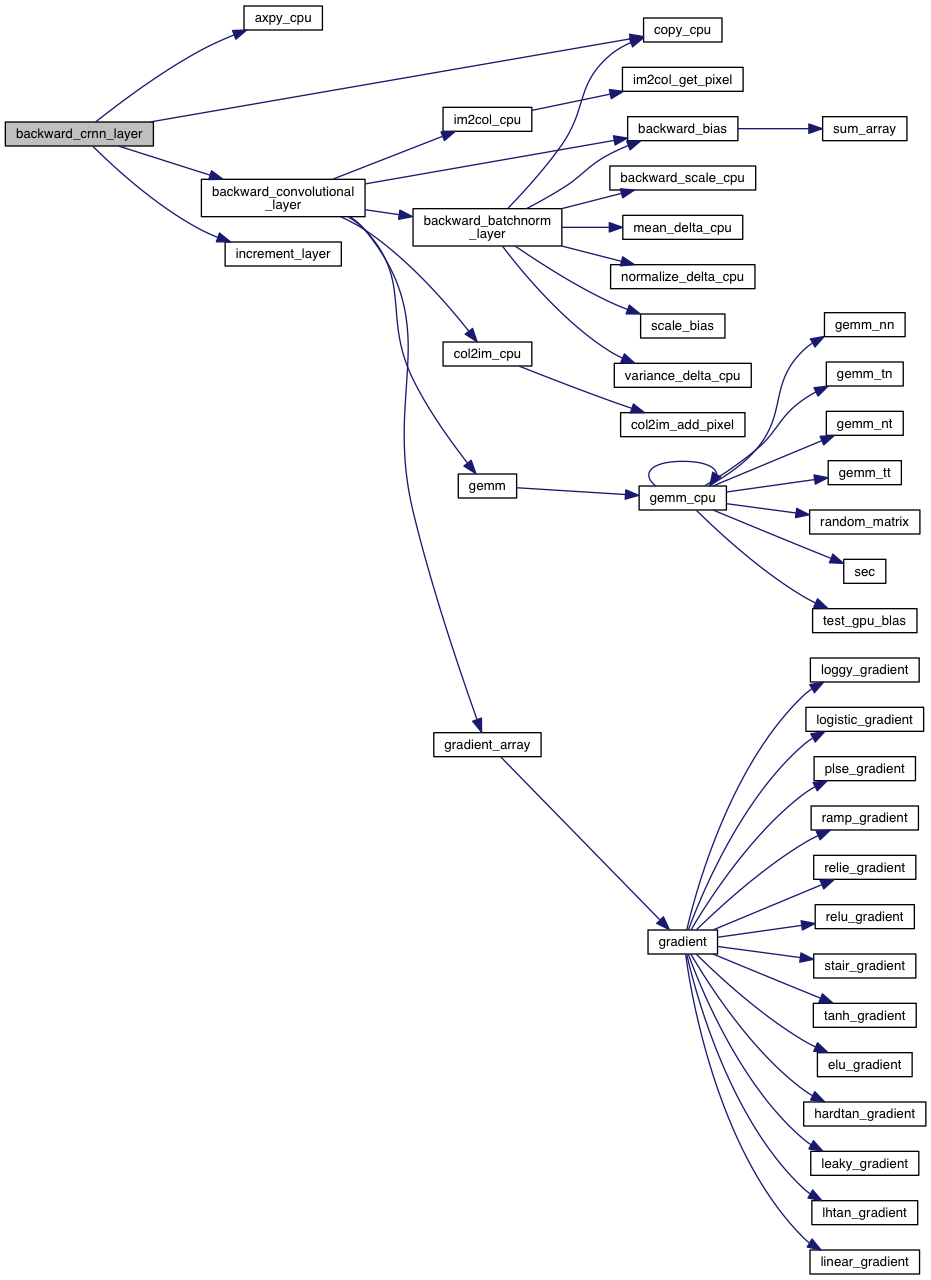 axpy_cpu
copy_cpu
im2col_get_pixel
im2col_cpu
backward_crnn_layer
backward_bias
sum_array
backward_scale_cpu
backward_convolutional
_layer
backward_batchnorm
_layer
mean_delta_cpu
increment_layer
normalize_delta_cpu
scale_bias
gemm_nn
col2im_cpu
variance_delta_cpu
gemm_tn
col2im_add_pixel
gemm_nt
gemm_tt
gemm
gemm_cpu
random_matrix
sec
test_gpu_blas
loggy_gradient
logistic_gradient
gradient_array
plse_gradient
ramp_gradient
relie_gradient
relu_gradient
gradient
stair_gradient
tanh_gradient
elu_gradient
hardtan_gradient
leaky_gradient
lhtan_gradient
linear_gradient